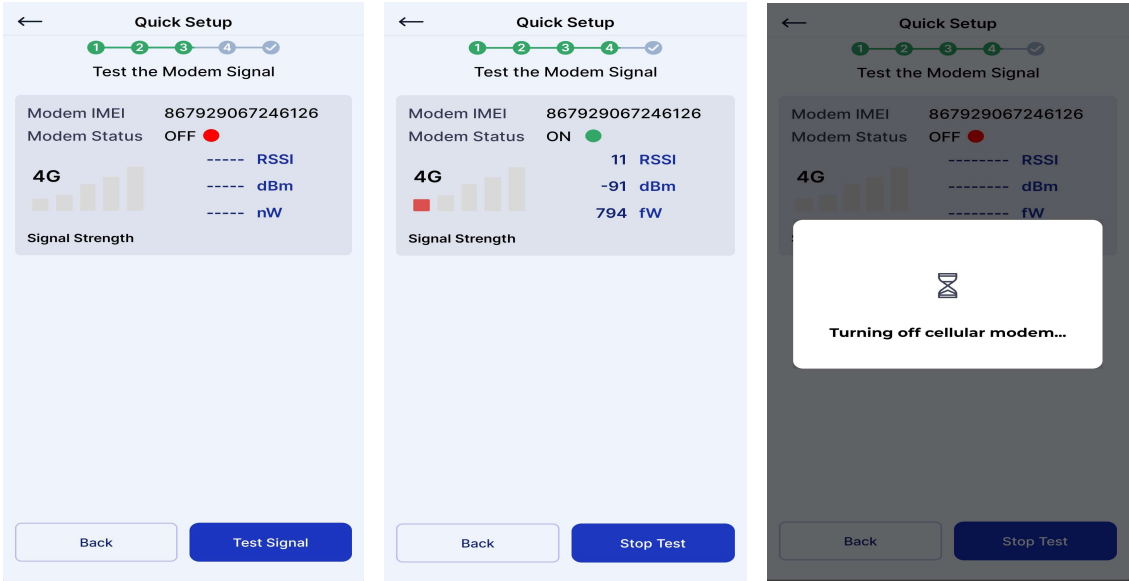 Quick Setup
1 2 3 4
Test the Modem Signal
Modem IMEI 867929067246126
Modem Status OFF
4G
----- RSSI
----- dBm
----- nW
Signal Strength
Back Test Signal
Quick Setup
1 2 3 4
Test the Modem Signal
Modem IMEI 867929067246126
Modem Status ON
4G
11 RSSI
-91 dBm
794 fW
Signal Strength
Back Stop Test
Quick Setup
1 2 3 4
Test the Modem Signal
Modem IMEI 867929067246126
Modem Status OFF
4G
-------- RSSI
-------- dBm
-------- fW
Turning off cellular modem...
Back Stop Test